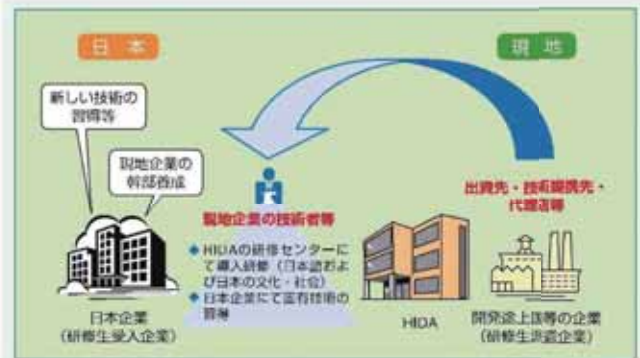 日本
現地
新しい技術の
習得等
現地企業の
幹部養成
出資先・技術提携先・
代理店等
現地企業の技術者等
◆HIDAの研修センターに
て導入研修（日本語およ
び日本の文化・社会）
◆日本企業にて固有技術の
習得
日本企業
（研修生受入企業）
HIDA
開発途上国等の企業
（研修生派遣企業）